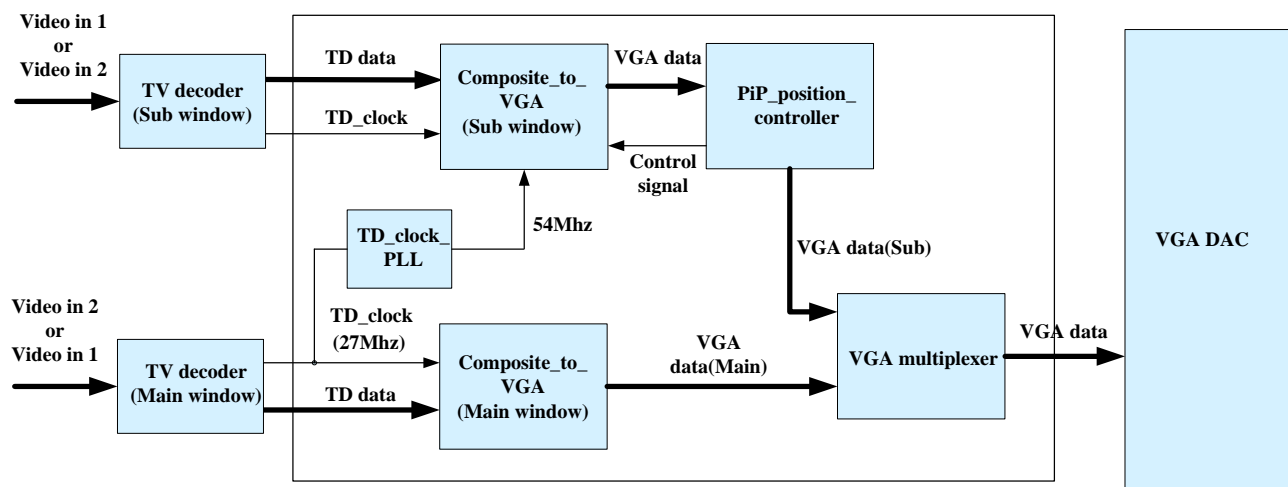 Video in 1
or
Video in 2
TV decoder
(Sub window)
TD data
TD_clock
Composite_to_
VGA
(Sub window)
VGA data
Control
signal
PiP_position_
controller
54Mhz
TD_clock_
PLL
VGA data(Sub)
VGA DAC
Video in 2
or
Video in 1
TV decoder
(Main window)
TD_clock
(27Mhz)
TD data
Composite_to_
VGA
(Main window)
VGA
data(Main)
VGA multiplexer
VGA data